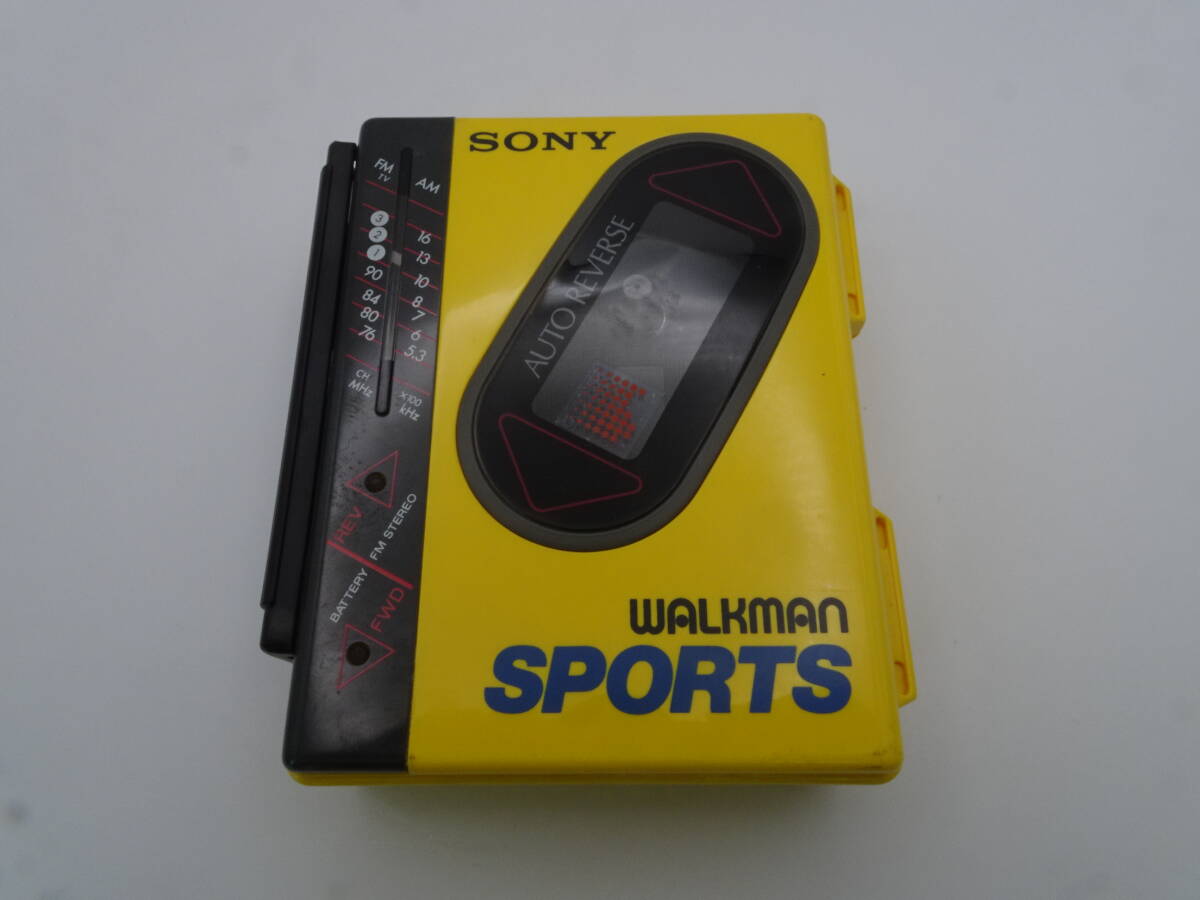 SONY
FM AM
TV
3
2 16
1 13
90 10
84 8
80 7
76 6
5.3
CH ×100
MHz kHz
AUTO REVERSE
REV
FM STEREO
BATTERY
FWD
WALKMAN
SPORTS